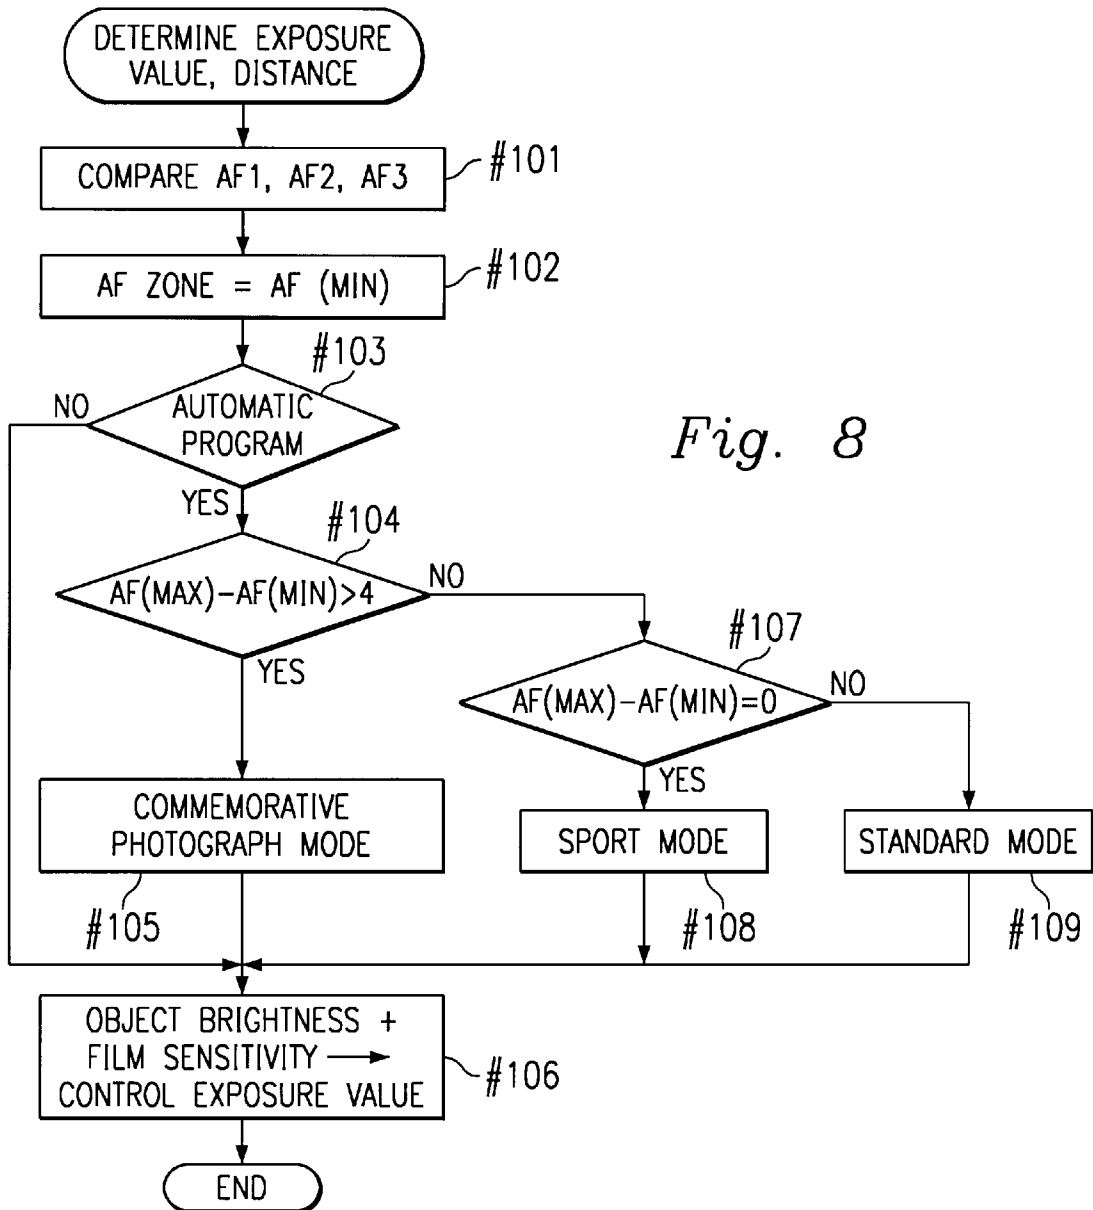 DETERMINE EXPOSURE
VALUE, DISTANCE
COMPARE AF1, AF2, AF3
#101
AF ZONE = AF (MIN)
#102
#103
NO
AUTOMATIC
PROGRAM
Fig. 8
YES
#104
AF(MAX)-AF(MIN)>4
NO
#107
YES
AF(MAX)-AF(MIN)=0
NO
YES
COMMEMORATIVE
PHOTOGRAPH MODE
SPORT MODE
STANDARD MODE
#105
#108
#109
OBJECT BRIGHTNESS +
FILM SENSITIVITY →
CONTROL EXPOSURE VALUE
#106
END